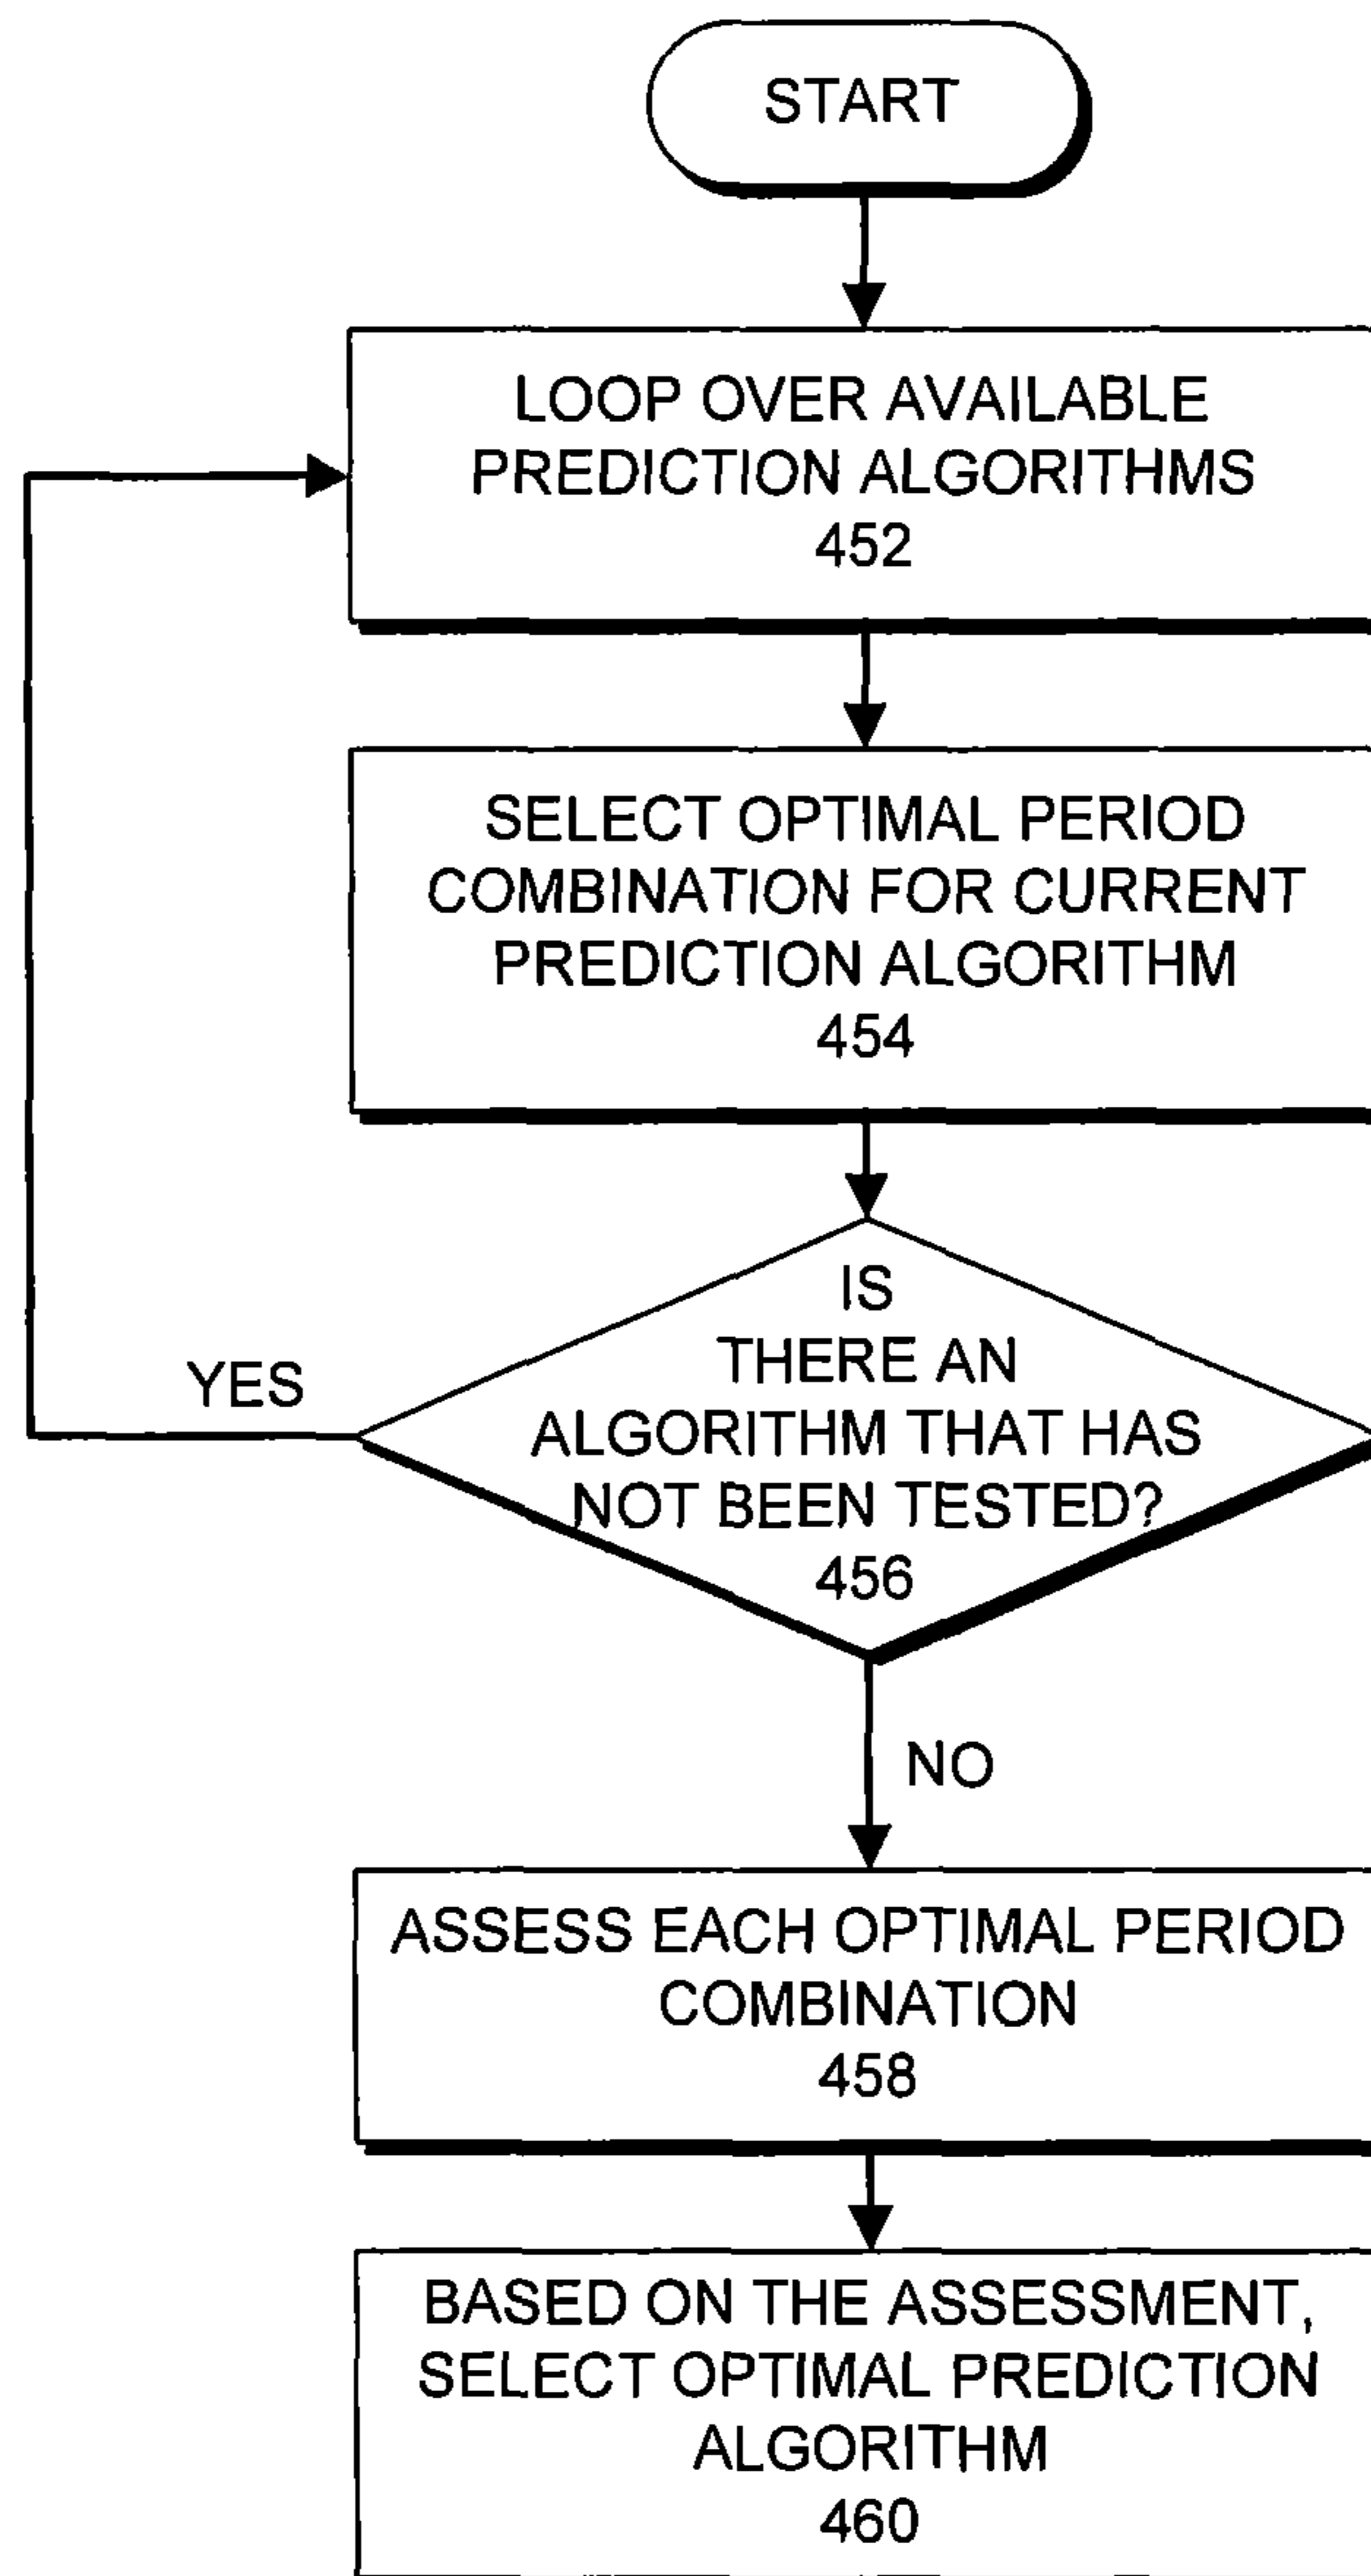 START
LOOP OVER AVAILABLE
PREDICTION ALGORITHMS
452
SELECT OPTIMAL PERIOD
COMBINATION FOR CURRENT
PREDICTION ALGORITHM
454
IS
THERE AN
ALGORITHM THAT HAS
NOT BEEN TESTED?
456
YES
NO
ASSESS EACH OPTIMAL PERIOD
COMBINATION
458
BASED ON THE ASSESSMENT,
SELECT OPTIMAL PREDICTION
ALGORITHM
460